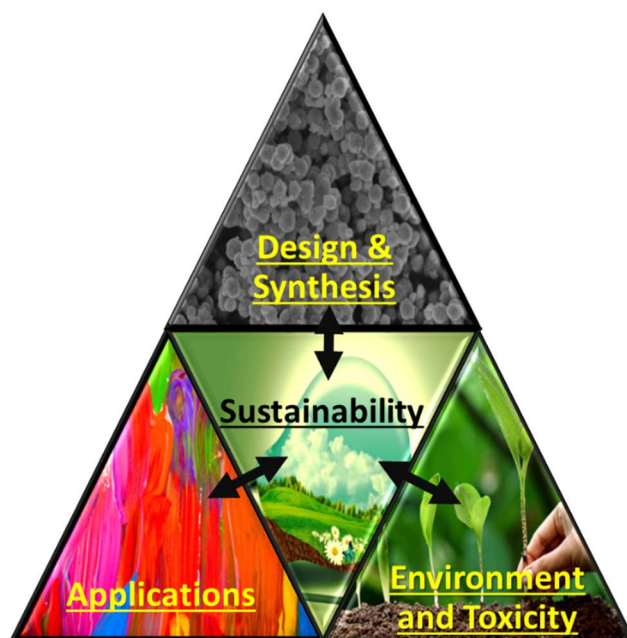 Design &
Synthesis
Sustainability
Applications
Environment
and Toxicity